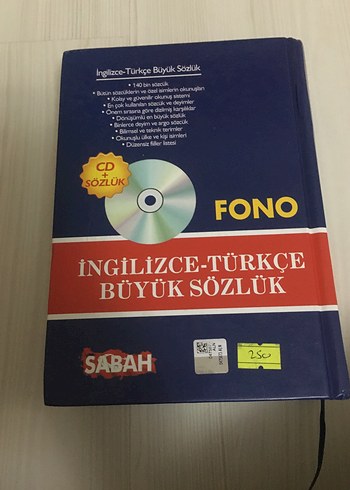 İngilizce-Türkçe Büyük Sözlük
• 140 bin sözcük
• Bütün sözcüklerin ve özel isimlerin okunuşları
• Kolay ve güvenilir okunuş sistemi
• En çok kullanılan sözcük ve deyimler
• Önem sırasına göre dizilmiş karşılıklar
• Dönüşümlü en büyük sözlük
• Binlerce deyim ve argo sözcük
• Bilimsel ve teknik terimler
• Okunuşlu ülke ve kişi isimleri
• Düzensiz fiiller listesi
CD
+
SÖZLÜK
FONO
İNGİLİZCE-TÜRKÇE
BÜYÜK SÖZLÜK
SABAH
250